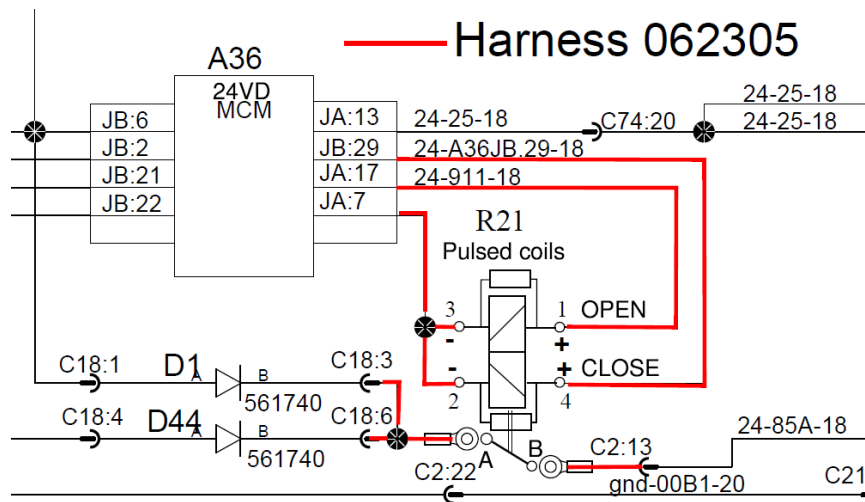 Harness 062305
A36
24VD
MCM
JB:6
JA:13
24-25-18
C74:20
24-25-18
24-25-18
JB:2
JB:29
24-A36JB.29-18
JB:21
JA:17
24-911-18
JB:22
JA:7
R21
Pulsed coils
3
1
OPEN
-
+
-
+
CLOSE
2
4
C18:1
D1
A
B
C18:3
561740
C18:4
D44
A
B
C18:6
561740
A
B
C2:13
24-85A-18
gnd-00B1-20
C2:22
C21